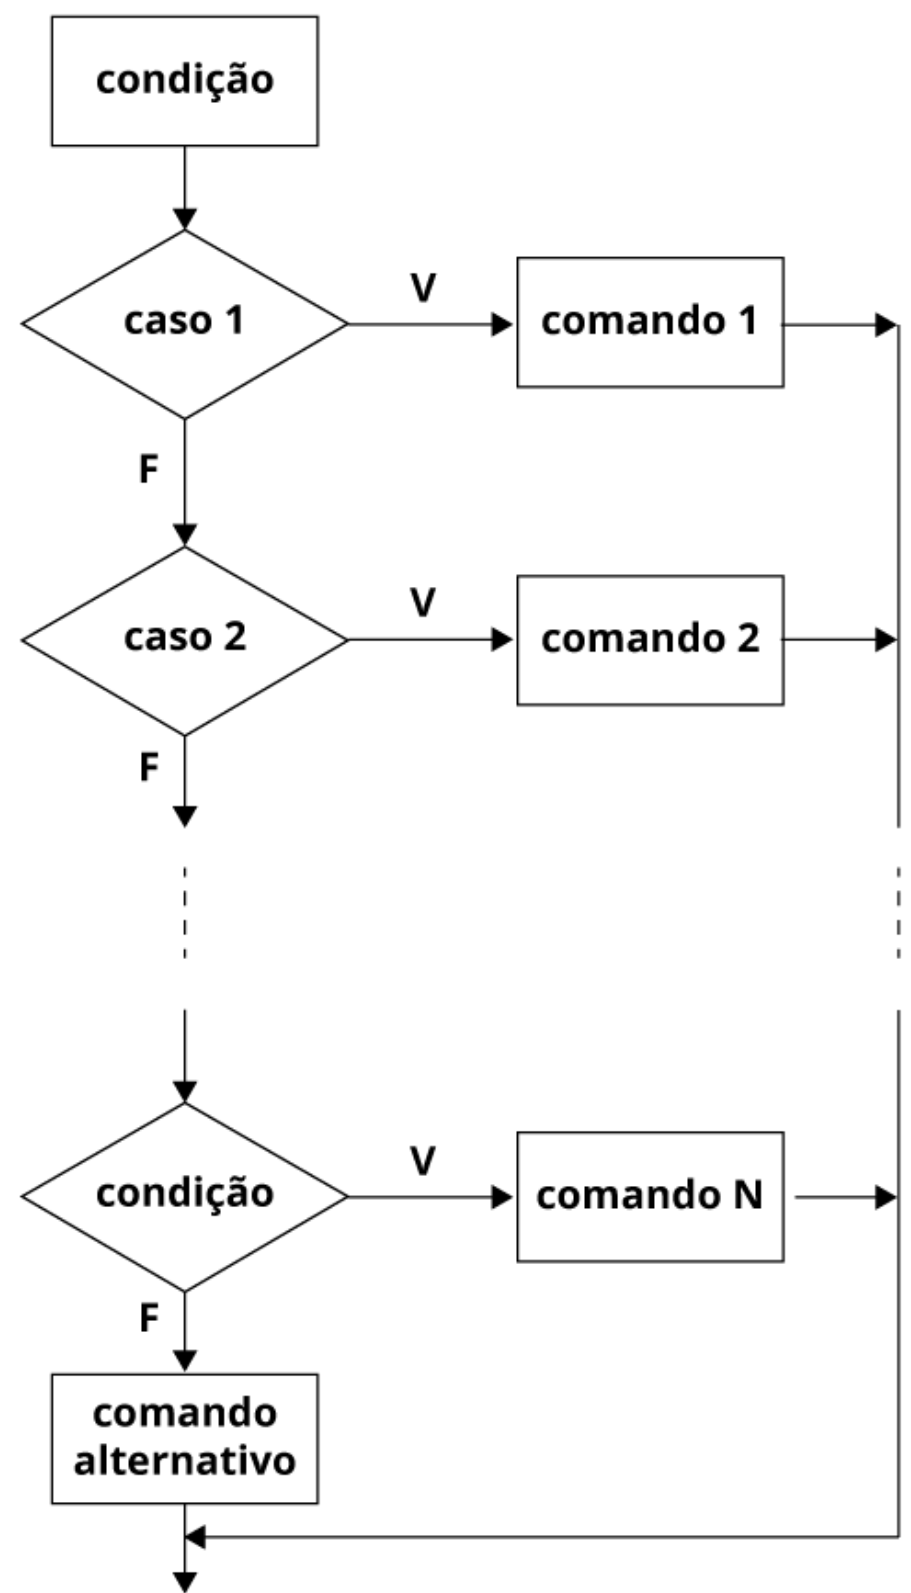 condição
caso 1
V
comando 1
F
caso 2
V
comando 2
F
condição
V
comando N
F
comando
alternativo